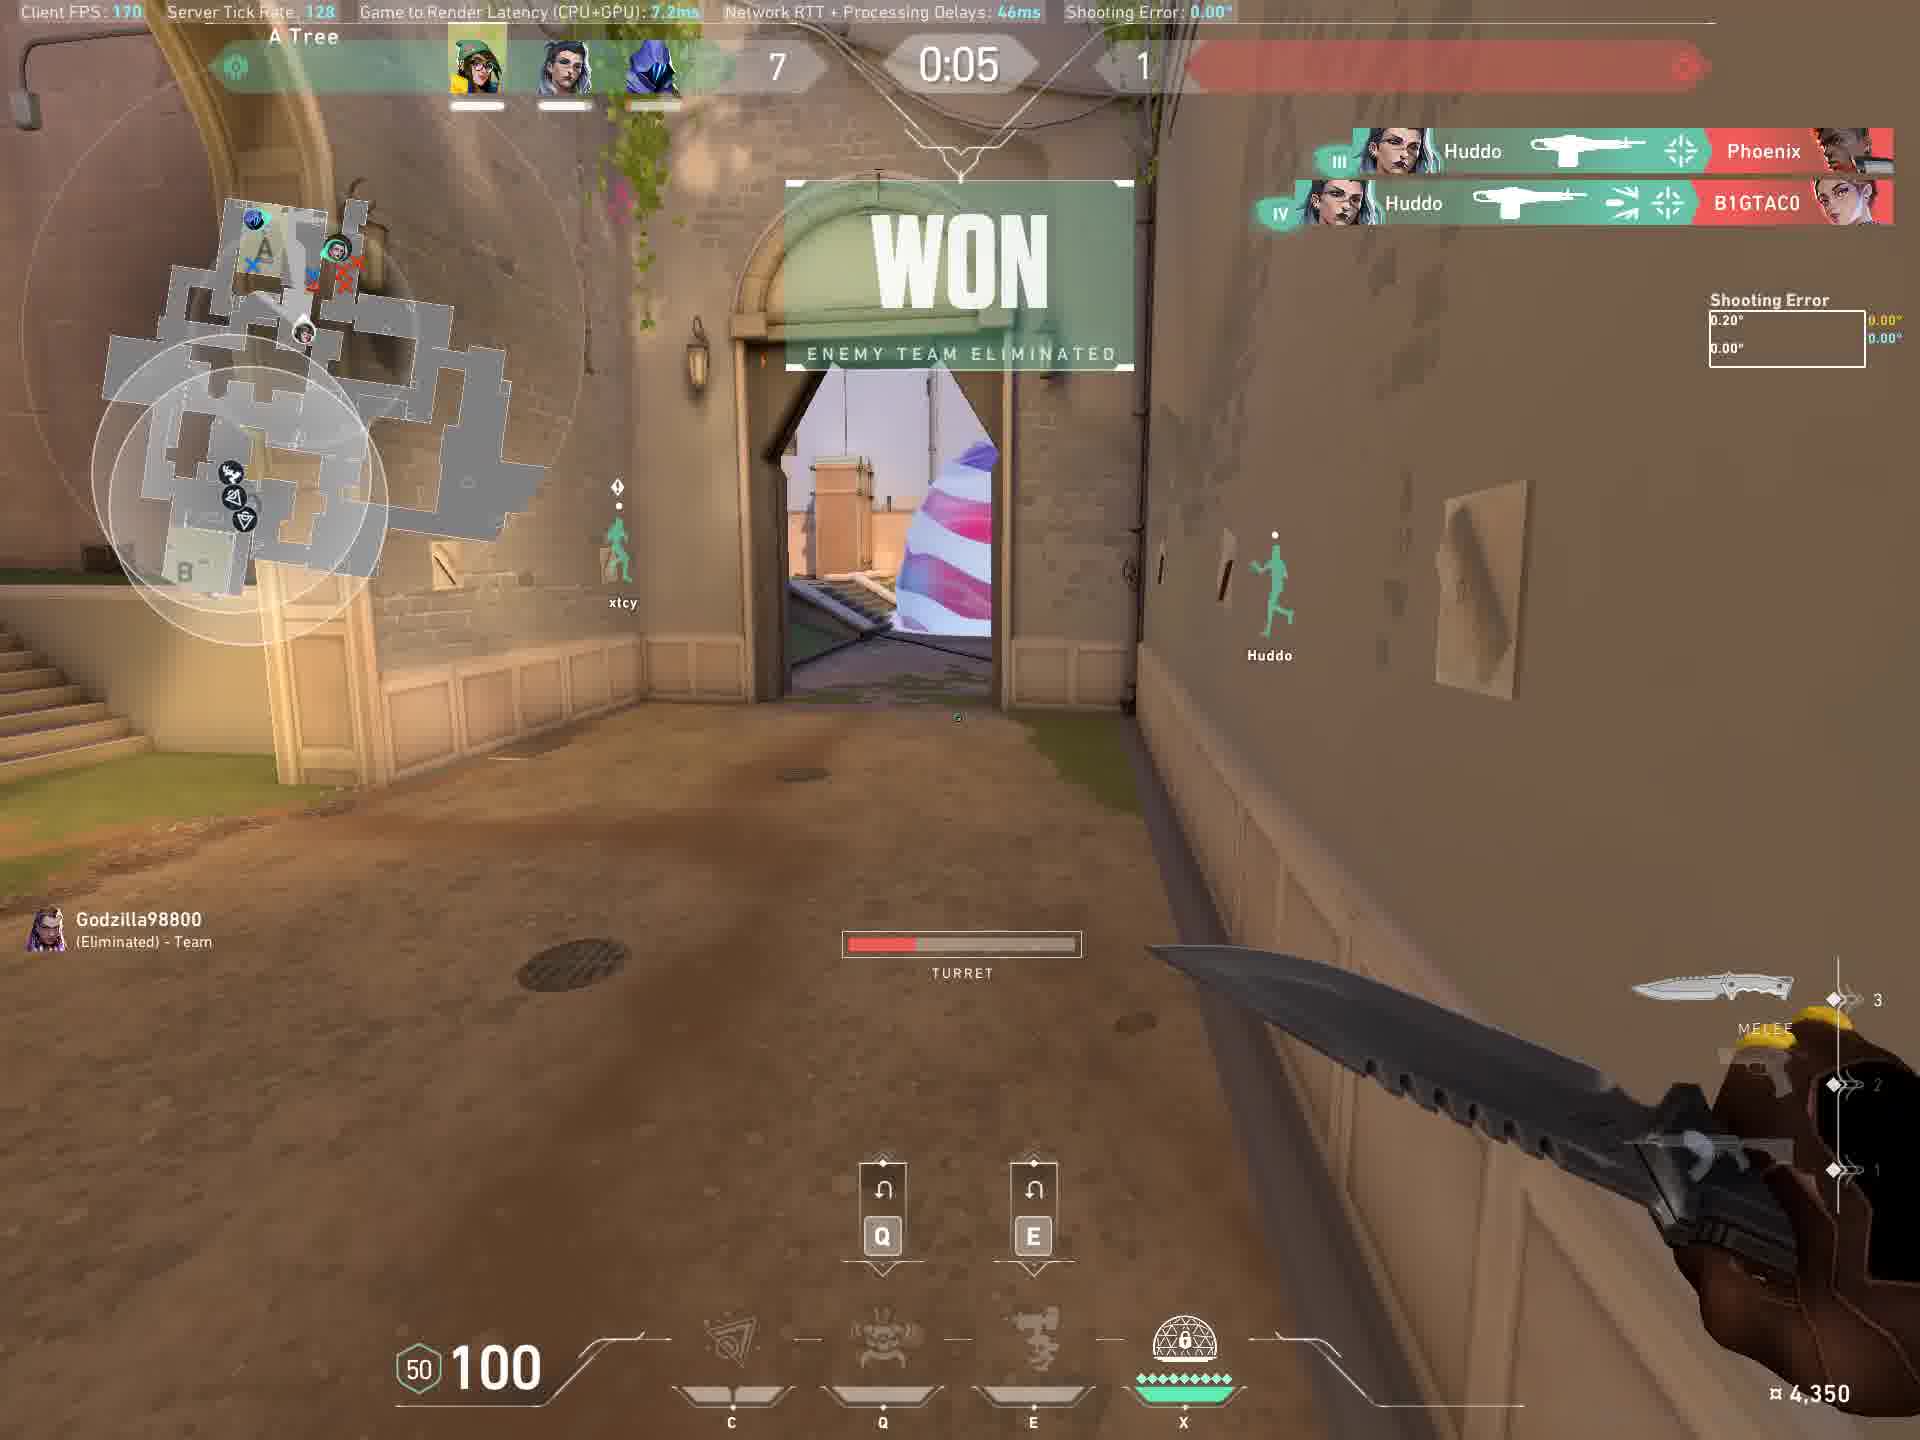 Client FPS: 170 Server Tick Rate: 128 Game to Render Latency (CPU+GPU): 7.2ms Network RTT + Processing Delays: 46ms Shooting Error: 0.00°
A Tree
7 0:05 1
Huddo Phoenix
III
Huddo B1GTAC0
IV
WON
ENEMY TEAM ELIMINATED
A
B
Shooting Error
0.20° 0.00°
0.00° 0.00°
xtcy
Huddo
Godzilla98800
(Eliminated) - Team
TURRET
3
MELEE
2
1
Q E
50 100
C Q E X
¤ 4,350